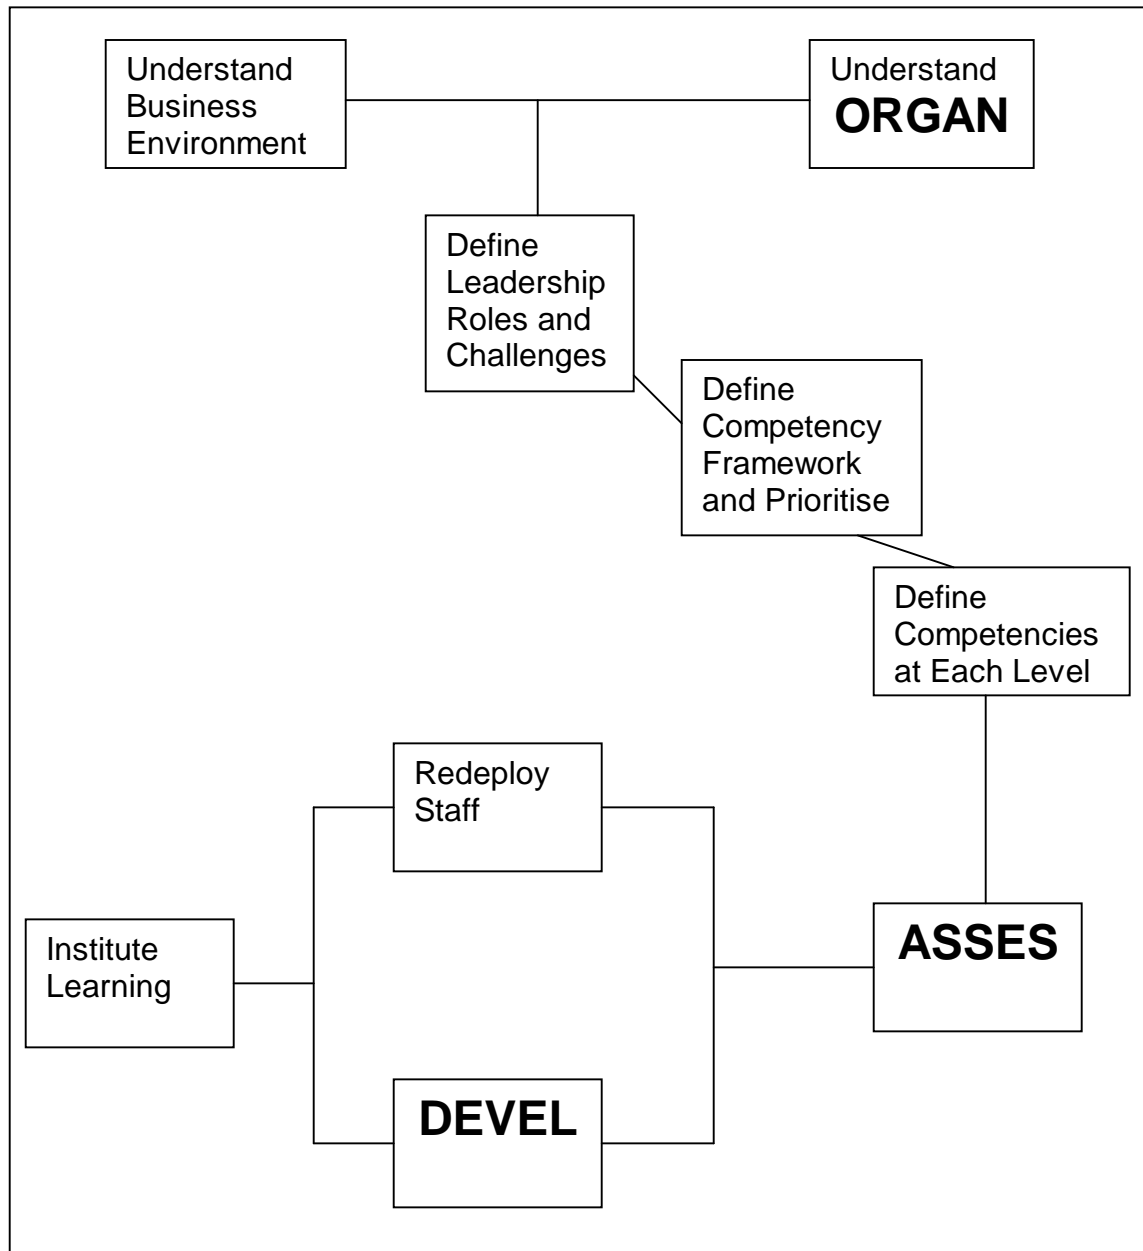 Understand
Business
Environment
Understand
ORGAN
Define
Leadership
Roles and
Challenges
Define
Competency
Framework
and Prioritise
Define
Competencies
at Each Level
Redeploy
Staff
ASSES
Institute
Learning
DEVEL